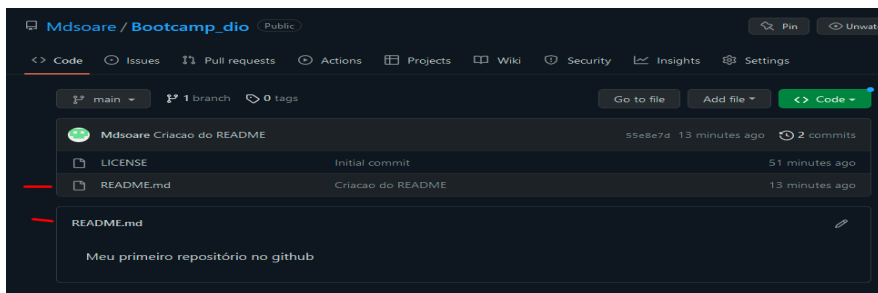 Mdsoare / Bootcamp_dio Public Pin Unwat
<> Code Issues Pull requests Actions Projects Wiki Security Insights Settings
main 1 branch 0 tags Go to file Add file <> Code
Mdsoare Criacao do README 55e8e7d 13 minutes ago 2 commits
LICENSE Initial commit 51 minutes ago
README.md Criacao do README 13 minutes ago
README.md
Meu primeiro repositório no github